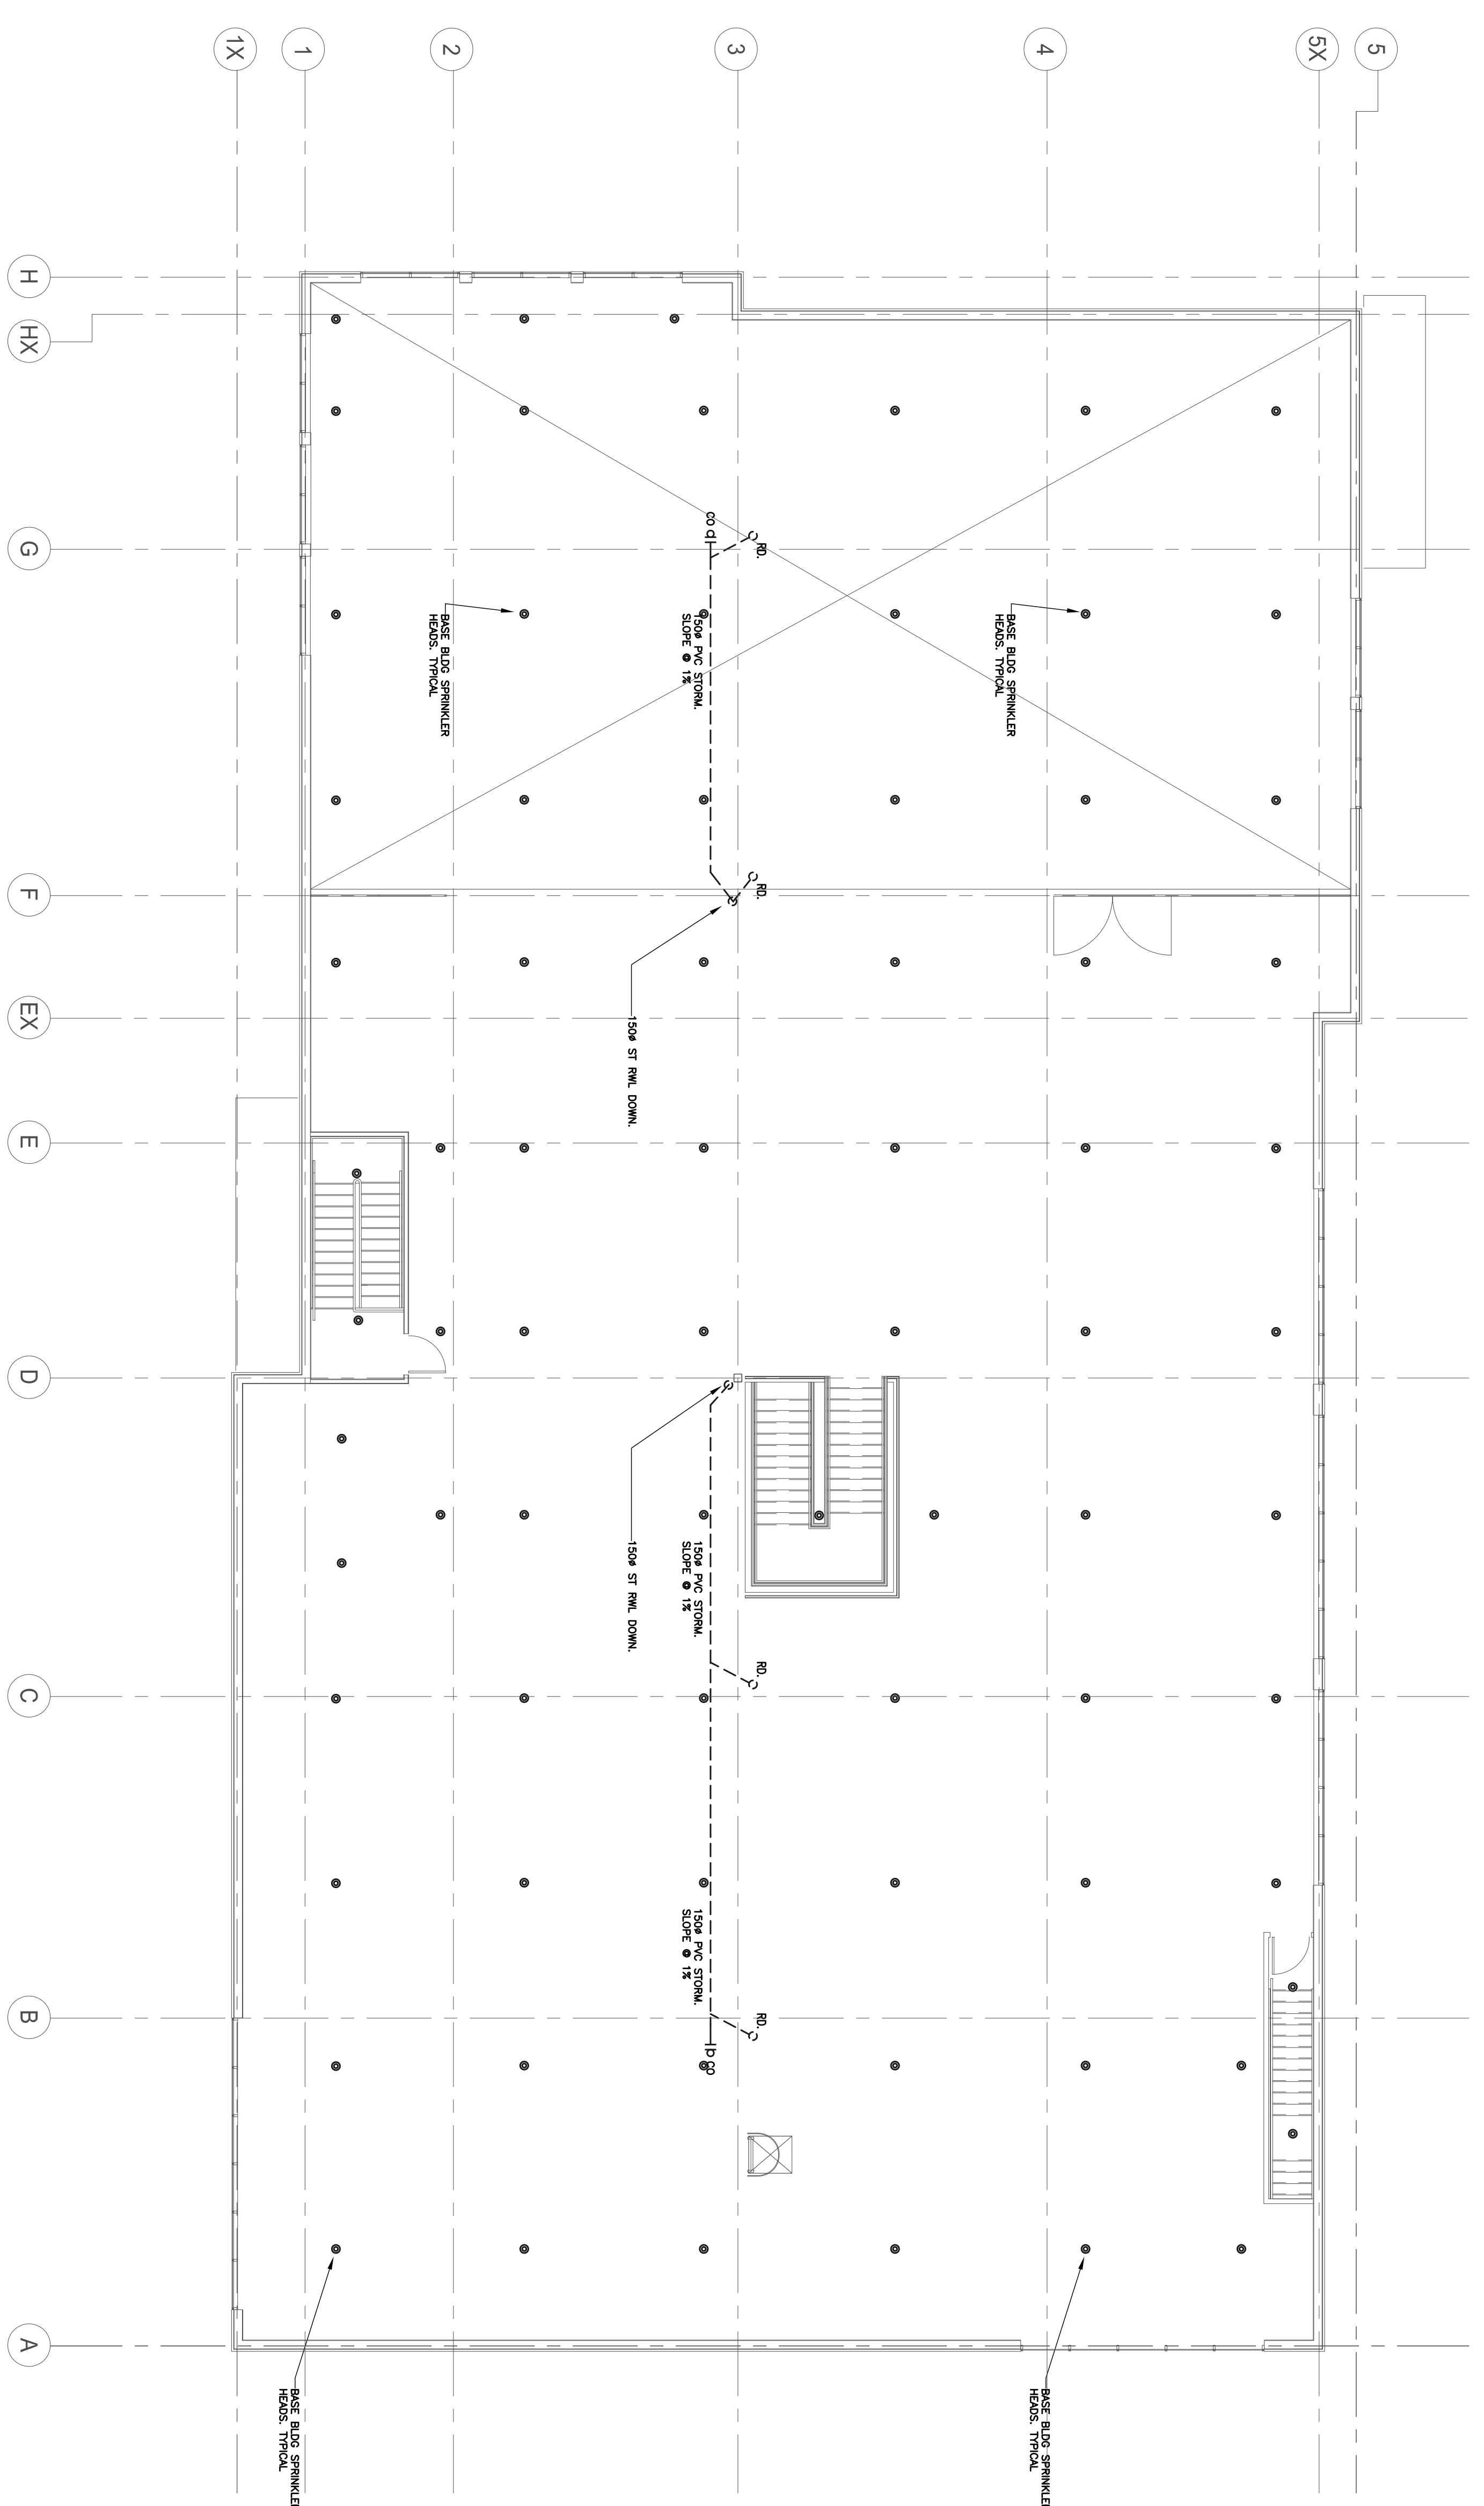 1X
1
2
3
4
5X
5
H
HX
G
F
EX
E
D
C
B
A
CO
RD.
BASE BLDG SPRINKLER
HEADS. TYPICAL
150ø PVC STORM.
SLOPE @ 1%
BASE BLDG SPRINKLER
HEADS. TYPICAL
RD.
150ø ST RWL DOWN.
150ø ST RWL DOWN.
150ø PVC STORM.
SLOPE @ 1%
RD.
150ø PVC STORM.
SLOPE @ 1%
RD.
CO
BASE BLDG SPRINKLER
HEADS. TYPICAL
BASE BLDG SPRINKLER
HEADS. TYPICAL